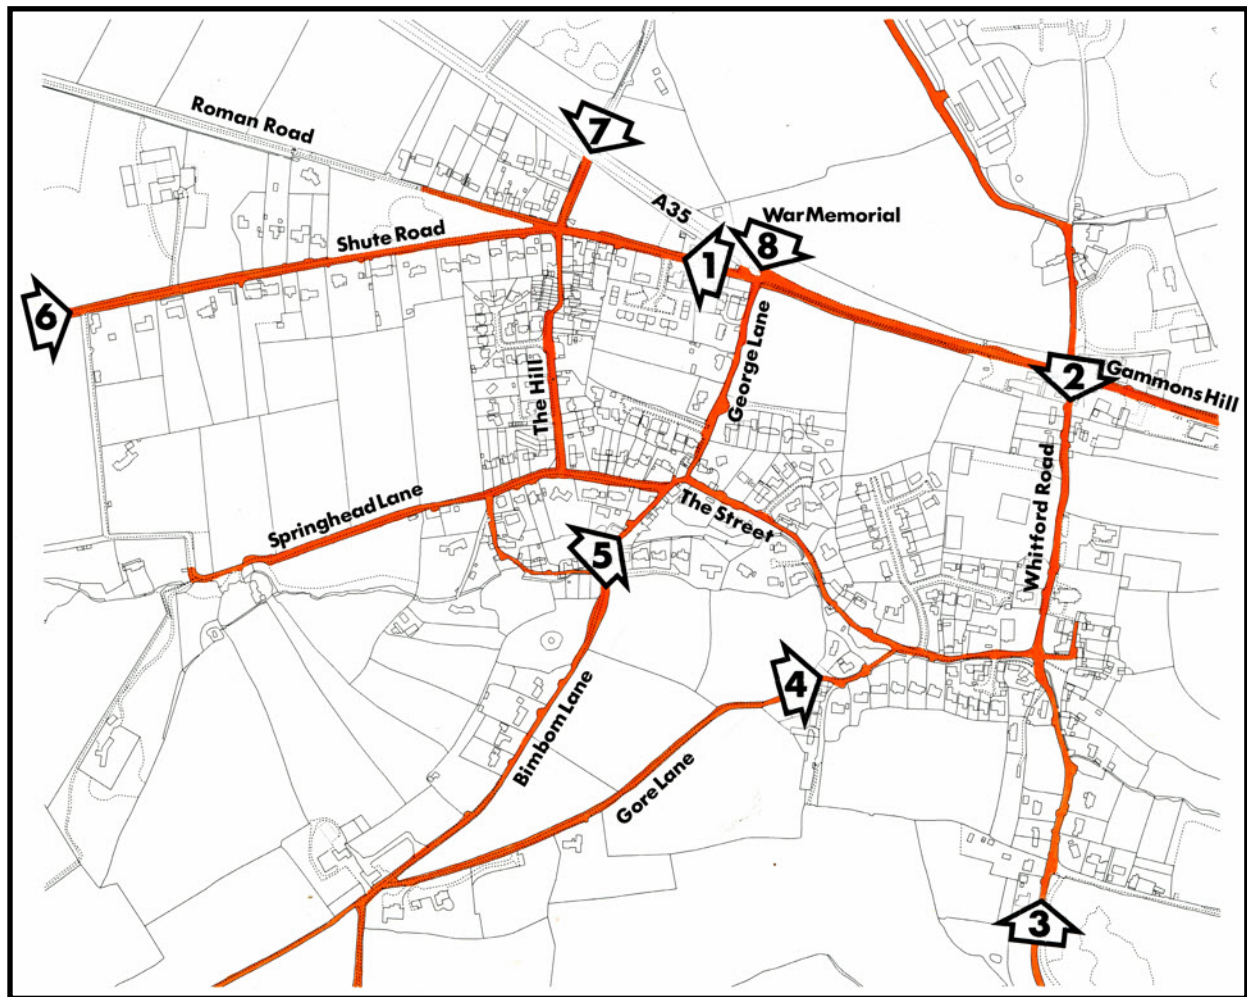 Roman Road
7
A35
War Memorial
Shute Road
8
1
6
George Lane
2
Gammons Hill
The Hill
Springhead Lane
The Street
Whitford Road
5
4
Bimbom Lane
Gore Lane
3